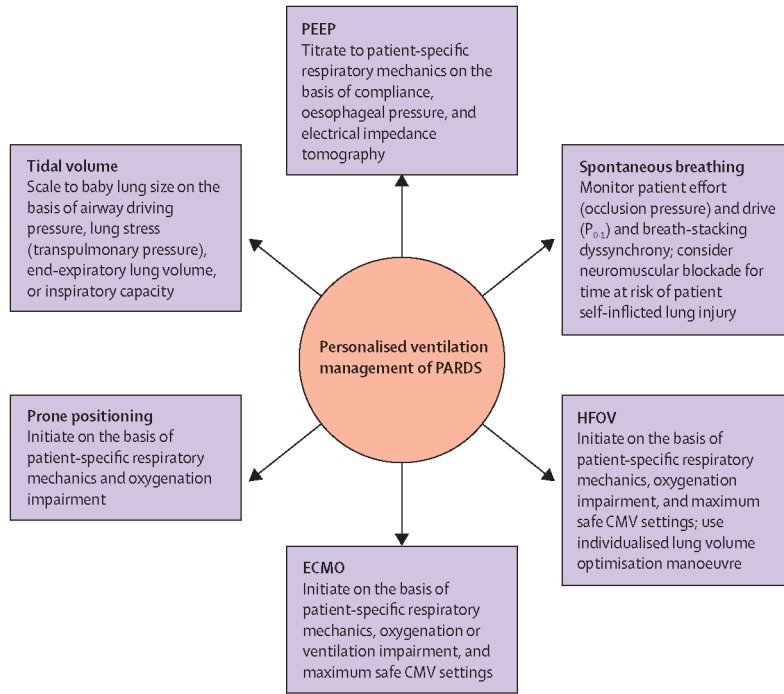 PEEP
Titrate to patient-specific
respiratory mechanics on the
basis of compliance,
oesophageal pressure, and
electrical impedance
tomography
Tidal volume
Scale to baby lung size on the
basis of airway driving
pressure, lung stress
(transpulmonary pressure),
end-expiratory lung volume,
or inspiratory capacity
Spontaneous breathing
Monitor patient effort
(occlusion pressure) and drive
(P₀·₁) and breath-stacking
dyssynchrony; consider
neuromuscular blockade for
time at risk of patient
self-inflicted lung injury
Personalised ventilation
management of PARDS
Prone positioning
Initiate on the basis of
patient-specific respiratory
mechanics and oxygenation
impairment
HFOV
Initiate on the basis of
patient-specific respiratory
mechanics, oxygenation
impairment, and maximum
safe CMV settings; use
individualised lung volume
optimisation manoeuvre
ECMO
Initiate on the basis of
patient-specific respiratory
mechanics, oxygenation or
ventilation impairment, and
maximum safe CMV settings